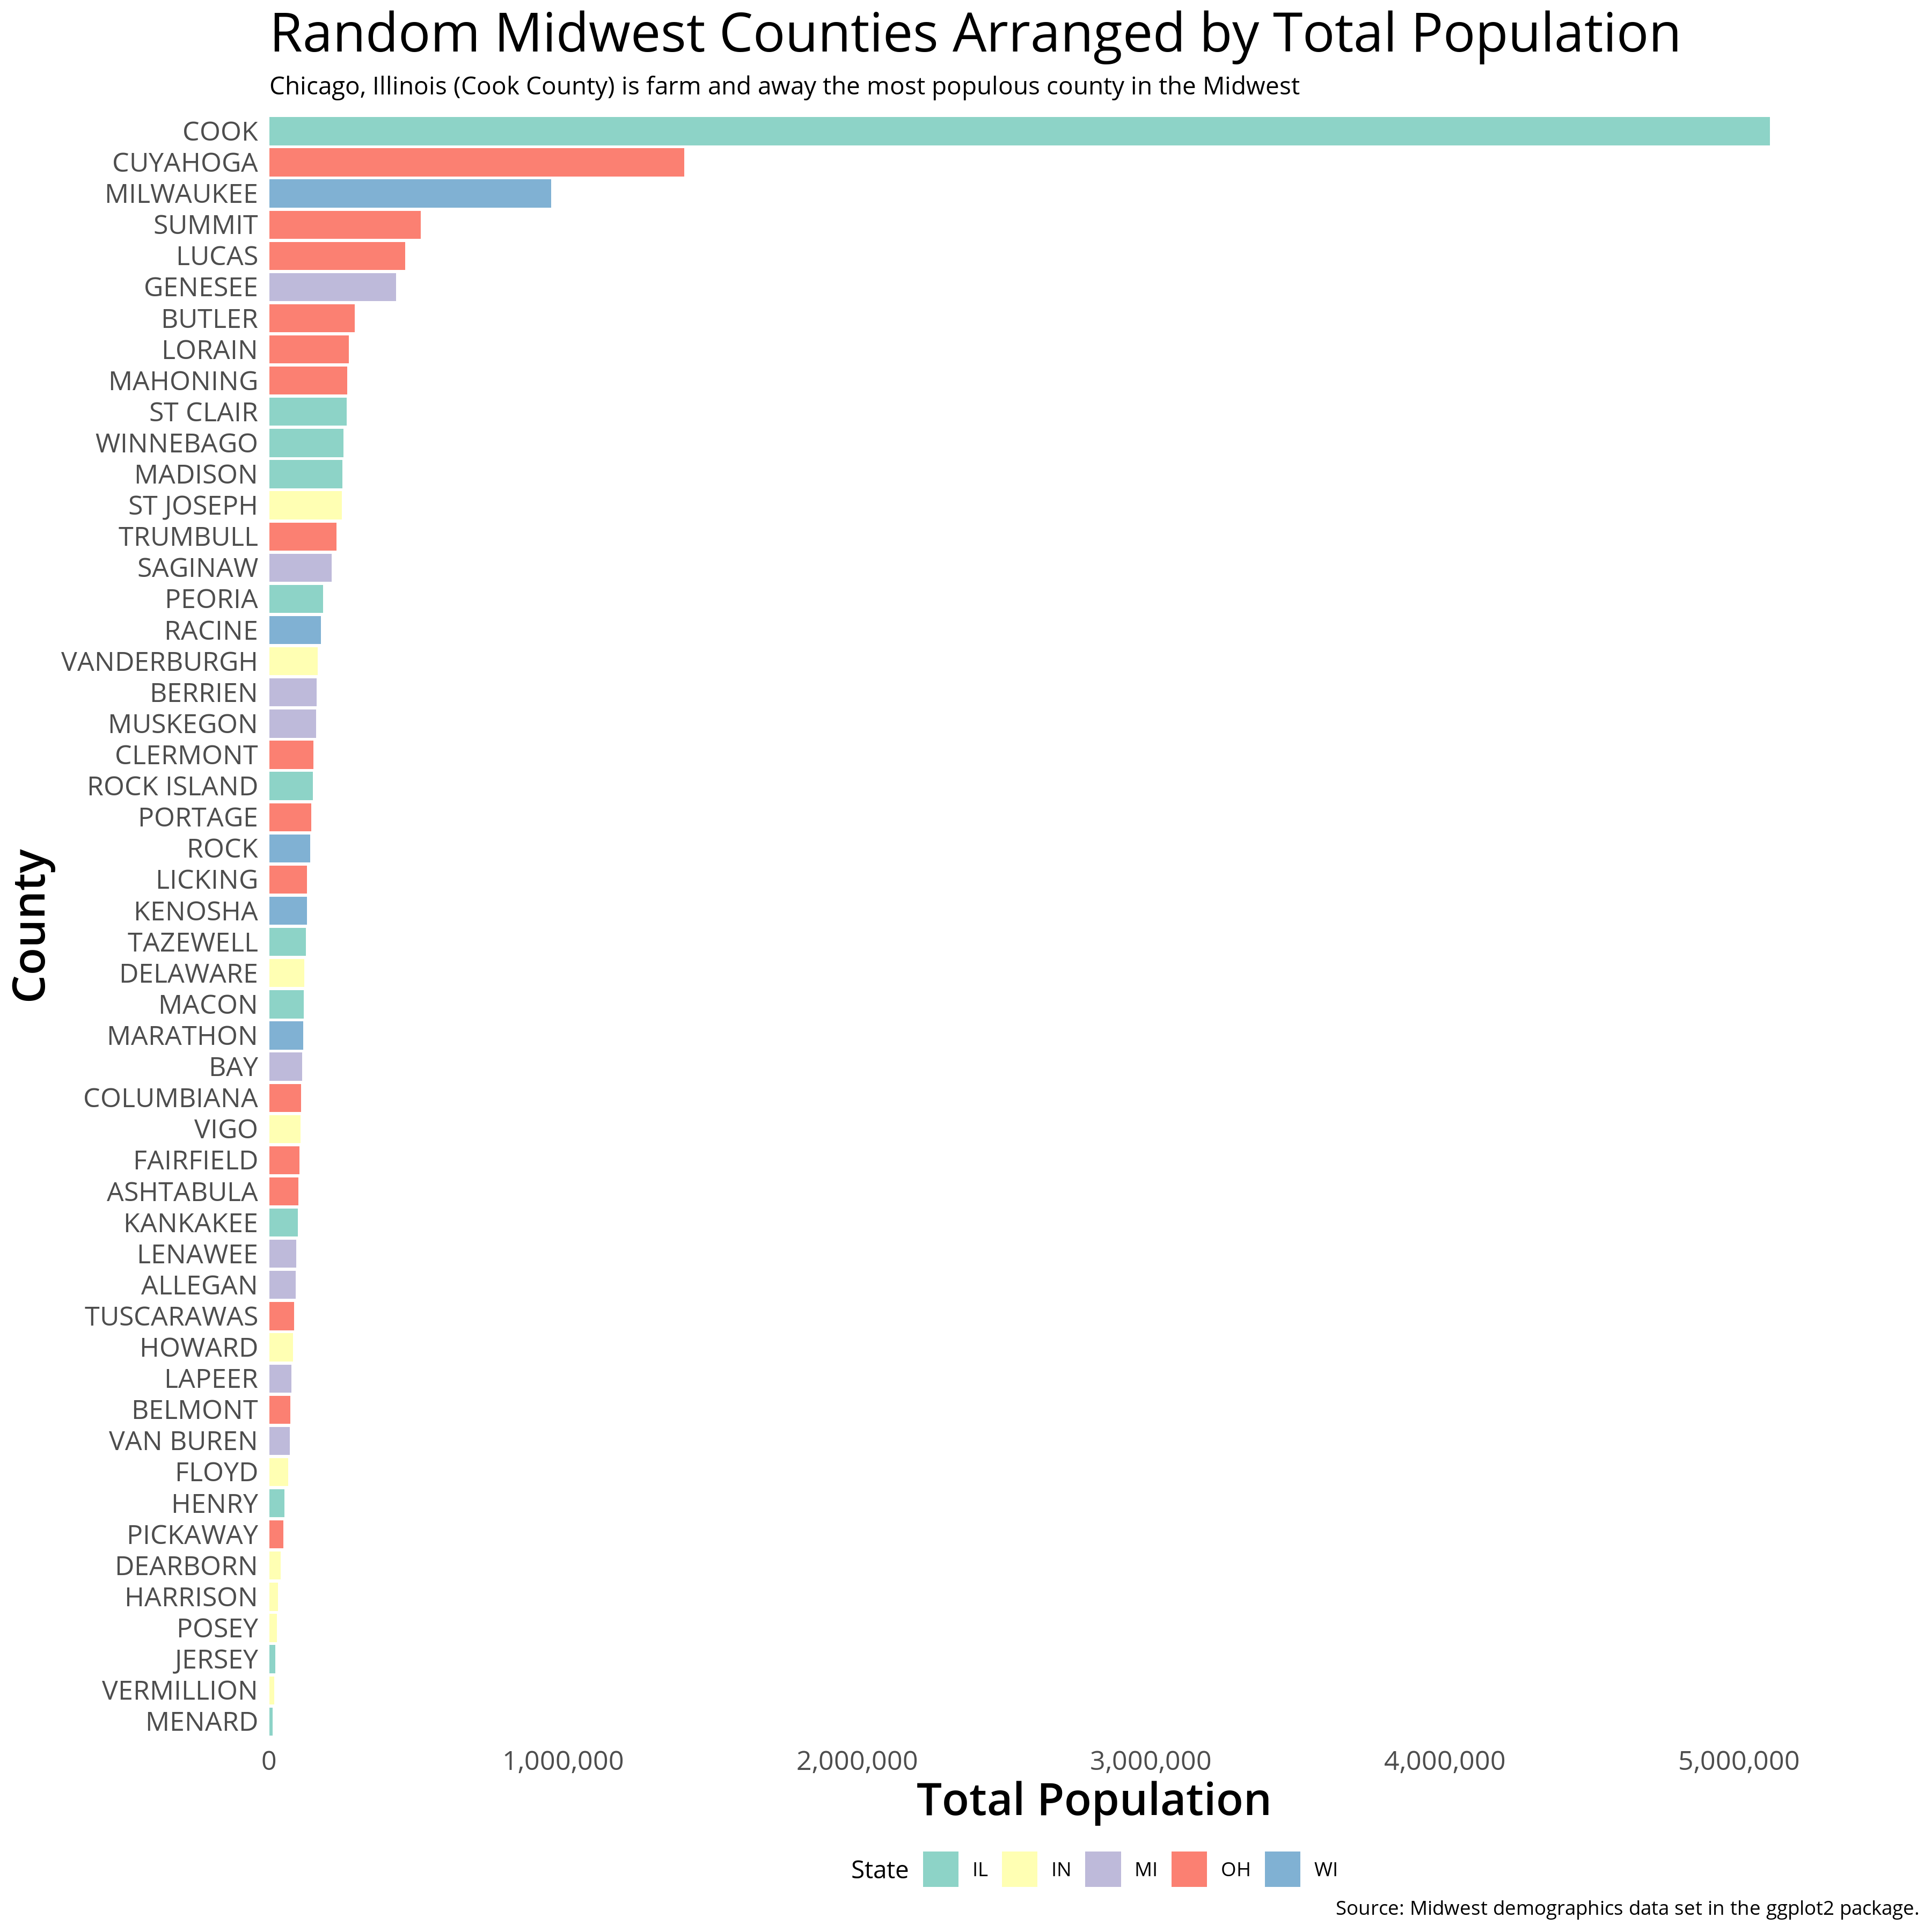 Random Midwest Counties Arranged by Total Population
Chicago, Illinois (Cook County) is farm and away the most populous county in the Midwest
COOK
CUYAHOGA
MILWAUKEE
SUMMIT
LUCAS
GENESEE
BUTLER
LORAIN
MAHONING
ST CLAIR
WINNEBAGO
MADISON
ST JOSEPH
TRUMBULL
SAGINAW
PEORIA
RACINE
VANDERBURGH
BERRIEN
MUSKEGON
CLERMONT
ROCK ISLAND
PORTAGE
ROCK
LICKING
KENOSHA
TAZEWELL
DELAWARE
MACON
MARATHON
BAY
COLUMBIANA
VIGO
FAIRFIELD
ASHTABULA
KANKAKEE
LENAWEE
ALLEGAN
TUSCARAWAS
HOWARD
LAPEER
BELMONT
VAN BUREN
FLOYD
HENRY
PICKAWAY
DEARBORN
HARRISON
POSEY
JERSEY
VERMILLION
MENARD
County
0 1,000,000 2,000,000 3,000,000 4,000,000 5,000,000
Total Population
State IL IN MI OH WI
Source: Midwest demographics data set in the ggplot2 package.